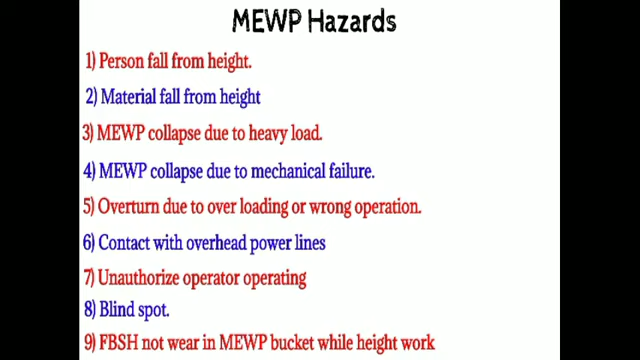 MEWP Hazards
1) Person fall from height.
2) Material fall from height
3) MEWP collapse due to heavy load.
4) MEWP collapse due to mechanical failure.
5) Overturn due to over loading or wrong operation.
6) Contact with overhead power lines
7) Unauthorize operator operating
8) Blind spot.
9) FBSH not wear in MEWP bucket while height work